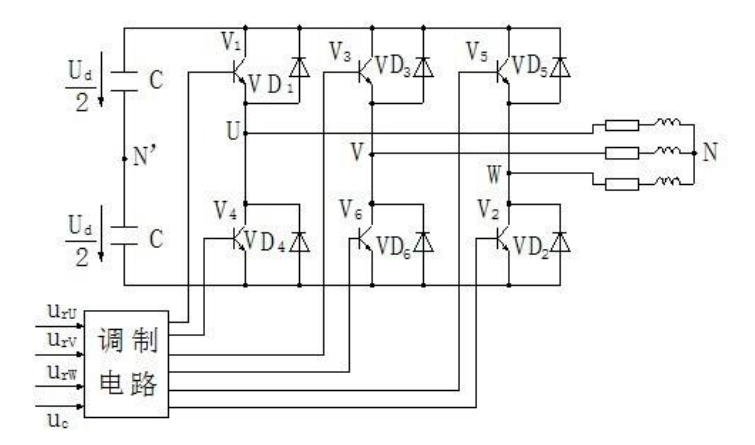 V₁
V₃
V₅
U_d/2
C
VD₁
VD₃
VD₅
U
N'
V
N
W
V₄
V₆
V₂
U_d/2
C
VD₄
VD₆
VD₂
u_rU
u_rV
u_rW
u_c
调制
电路